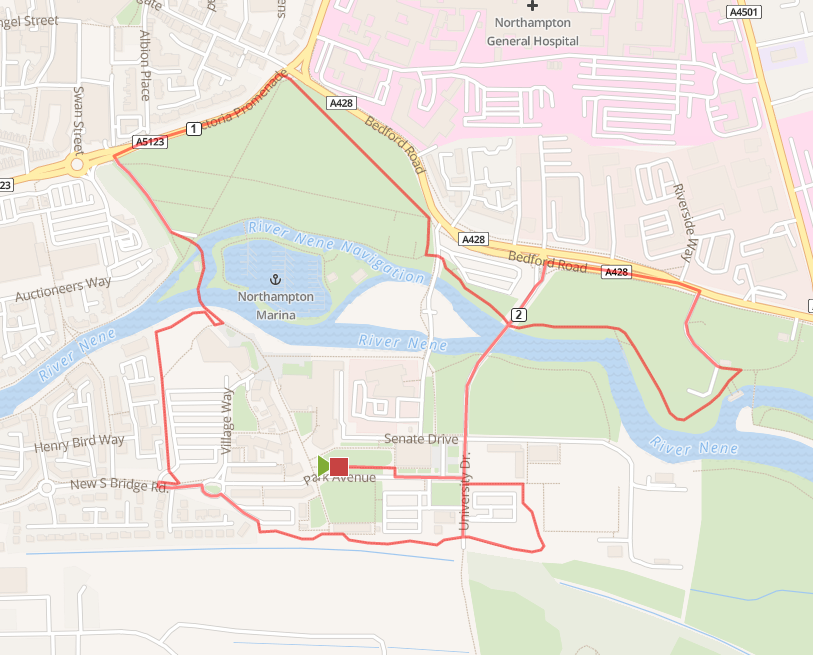 gate
ens
A4501
ngel Street
Northampton
General Hospital
Albion Place
Swan Street
A428
1
ctoria Promenade
A5123
Bedford Road
23
Riverside Way
River Nene Navigation
A428
Bedford Road
A428
Auctioneers Way
Northampton
Marina
2
River Nene
River Nene
Village Way
Henry Bird Way
Senate Drive
River Nene
New S Bridge Rd.
Park Avenue
University Dr.